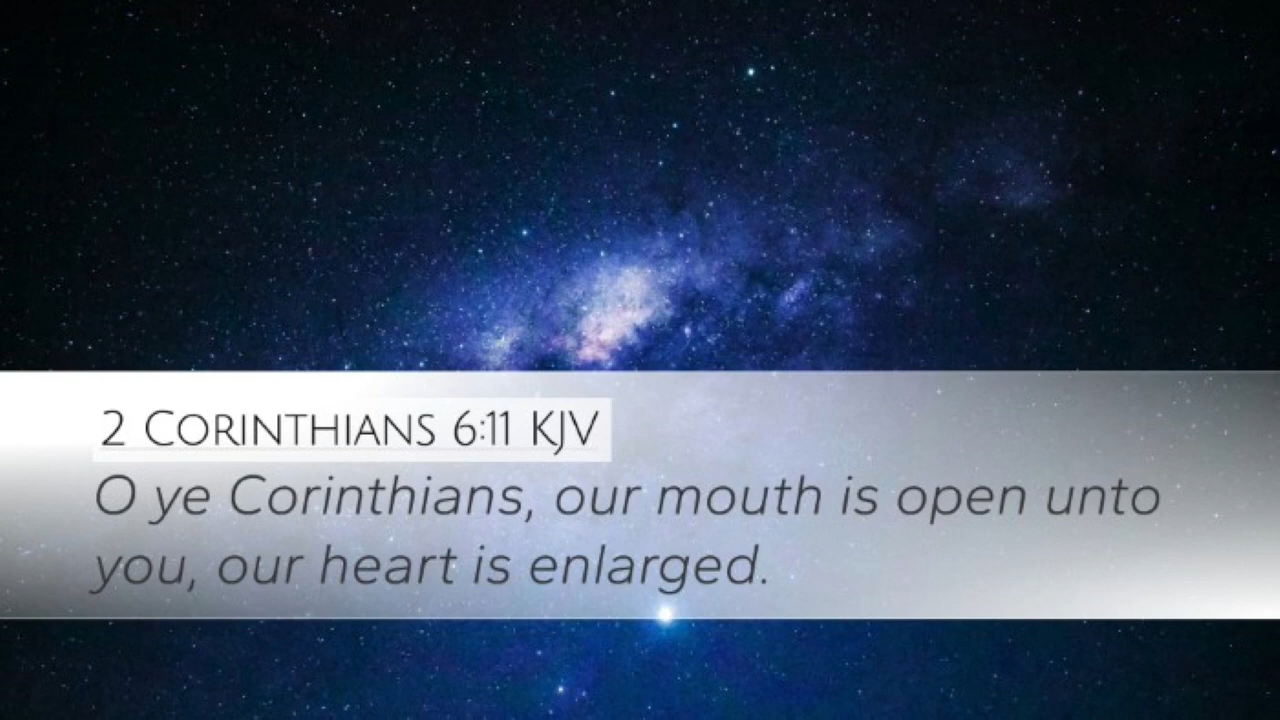 2 Corinthians 6:11 KJV
O ye Corinthians, our mouth is open unto
you, our heart is enlarged.